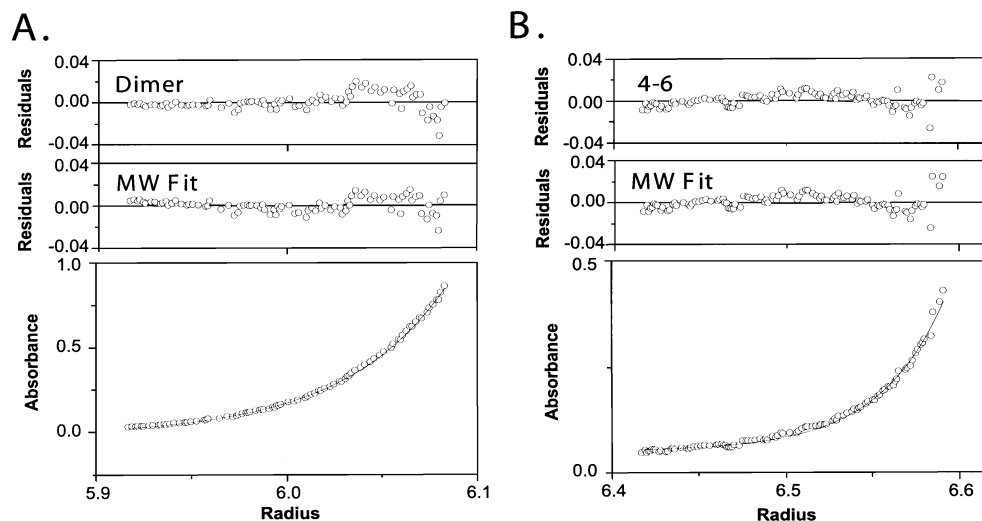 A.
B.
Residuals
0.04
0.00
-0.04
Dimer
Residuals
0.04
0.00
-0.04
MW Fit
Absorbance
1.0
0.5
0.0
5.9
6.0
6.1
Radius
Residuals
0.04
0.00
-0.04
4-6
Residuals
0.04
0.00
-0.04
MW Fit
Absorbance
0.5
0.0
6.4
6.5
6.6
Radius